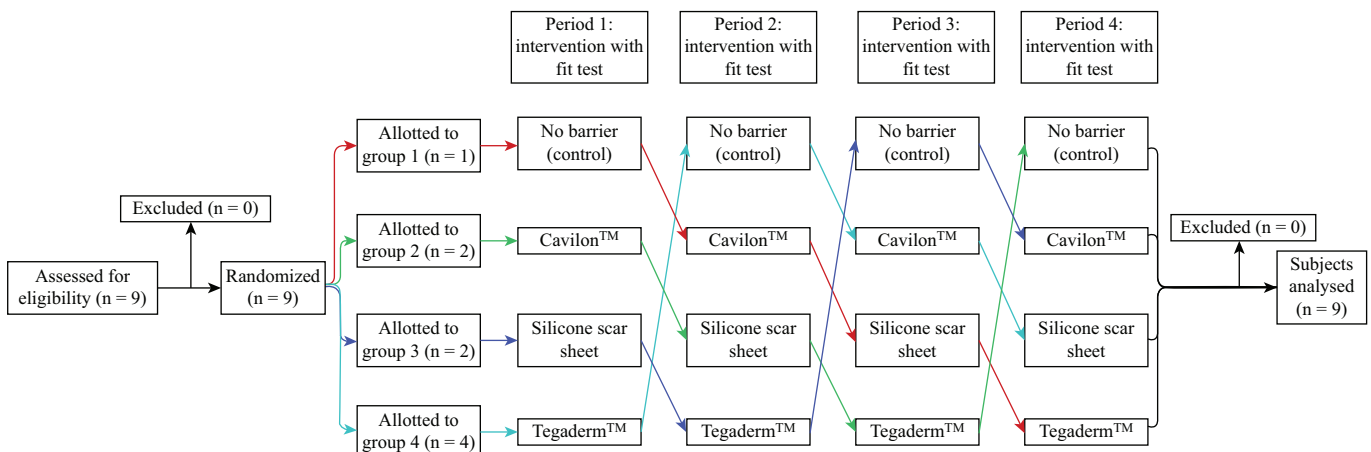 Period 1:
intervention with
fit test
Period 2:
intervention with
fit test
Period 3:
intervention with
fit test
Period 4:
intervention with
fit test
Assessed for
eligibility (n = 9)
Excluded (n = 0)
Randomized
(n = 9)
Allotted to
group 1 (n = 1)
No barrier
(control)
No barrier
(control)
No barrier
(control)
No barrier
(control)
Allotted to
group 2 (n = 2)
Cavilon™
Cavilon™
Cavilon™
Cavilon™
Allotted to
group 3 (n = 2)
Silicone scar
sheet
Silicone scar
sheet
Silicone scar
sheet
Silicone scar
sheet
Allotted to
group 4 (n = 4)
Tegaderm™
Tegaderm™
Tegaderm™
Tegaderm™
Excluded (n = 0)
Subjects
analysed
(n = 9)